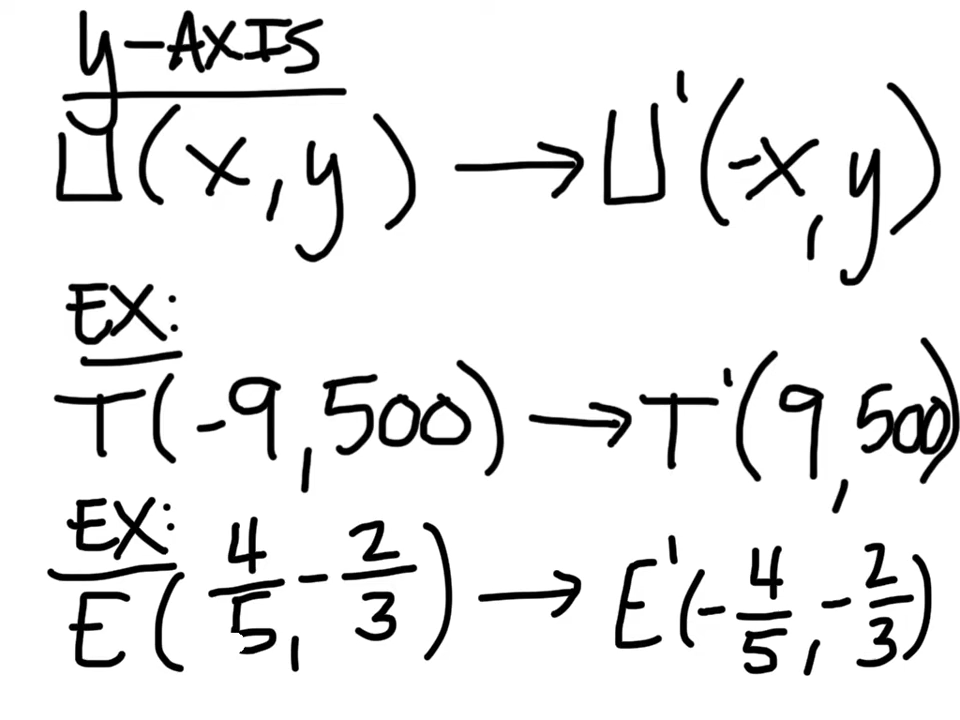 y-AXIS
U(x,y) → U'(-x,y)
EX:
T(-9,500) → T'(9,500)
EX:
E(4/5,-2/3) → E'(-4/5,-2/3)